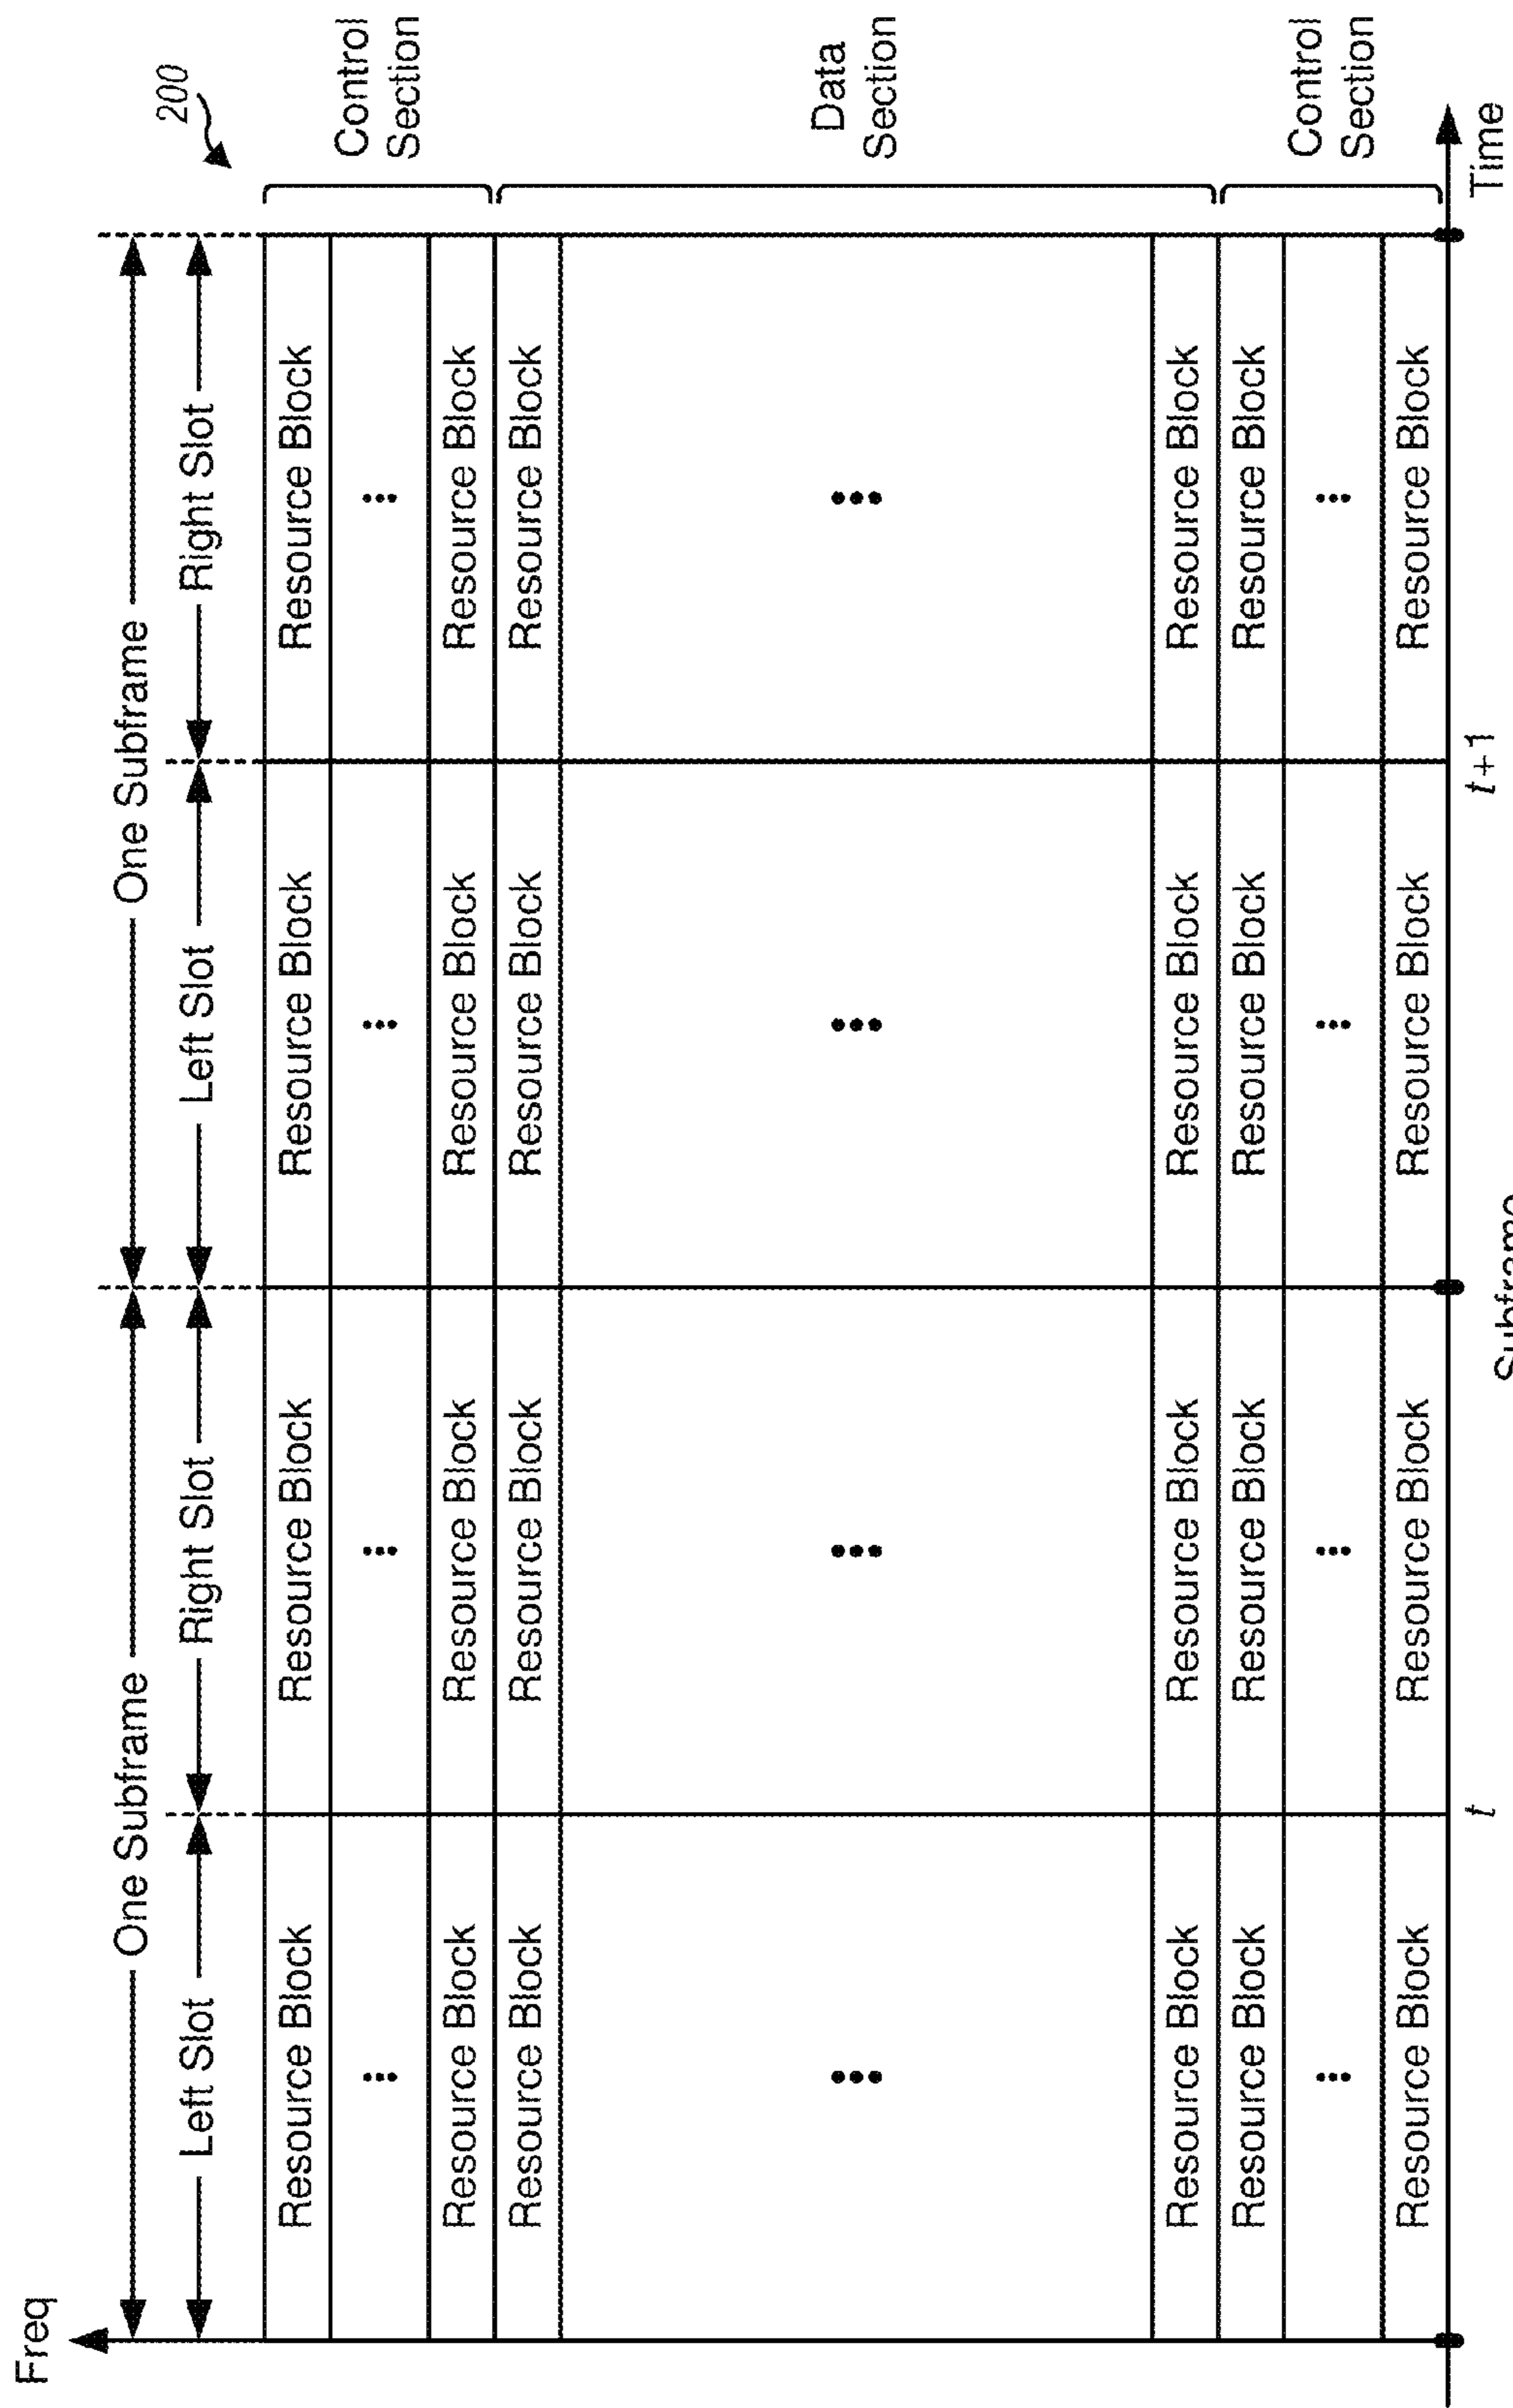 200
One Subframe One Subframe
Left Slot Right Slot Left Slot Right Slot
Freq
Resource Block Resource Block Resource Block Resource Block
Control
Section
Resource Block Resource Block Resource Block Resource Block
Resource Block Resource Block Resource Block Resource Block
Data
Section
Resource Block Resource Block Resource Block Resource Block
Resource Block Resource Block Resource Block Resource Block
Control
Section
Resource Block Resource Block Resource Block Resource Block
t t+1 Time
Subframe